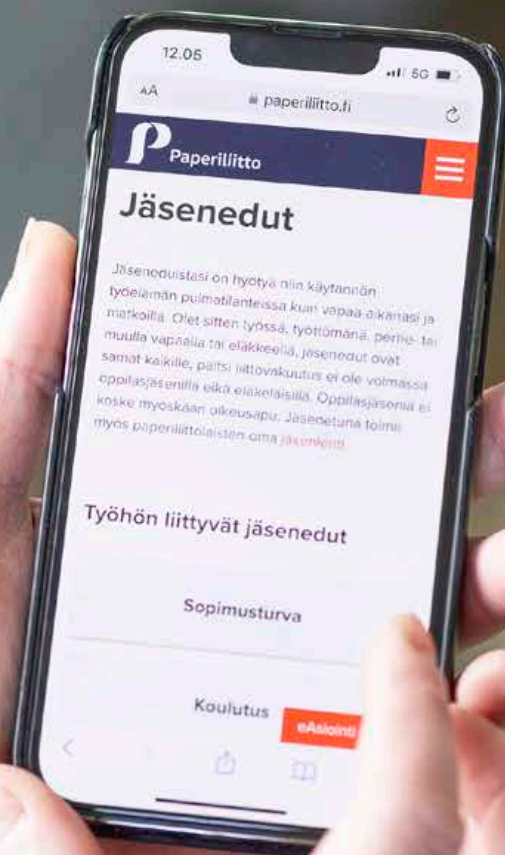 12.05
5G
AA
paperiliitto.fi
Paperiliitto
Jäsenedut
Jäseneduistasi on hyötyä niin käytännön
työelämän pulmatilanteissa kuin vapaa-aikanasi ja
matkoilla. Olet sitten työssä, työttömänä, perhe- tai
muulla vapaalla tai eläkkeellä, jäsenedut ovat
samat kaikille, paitsi liittovakuutus ei ole voimassa
oppilasjäsenillä eikä eläkeläisillä. Oppilasjäseniä ei
koske myöskään oikeusapu. Jäsenetuna toimii
myös paperiliittolaisten oma jäsenlehti.
Työhön liittyvät jäsenedut
Sopimusturva
Koulutus
eAsiointi